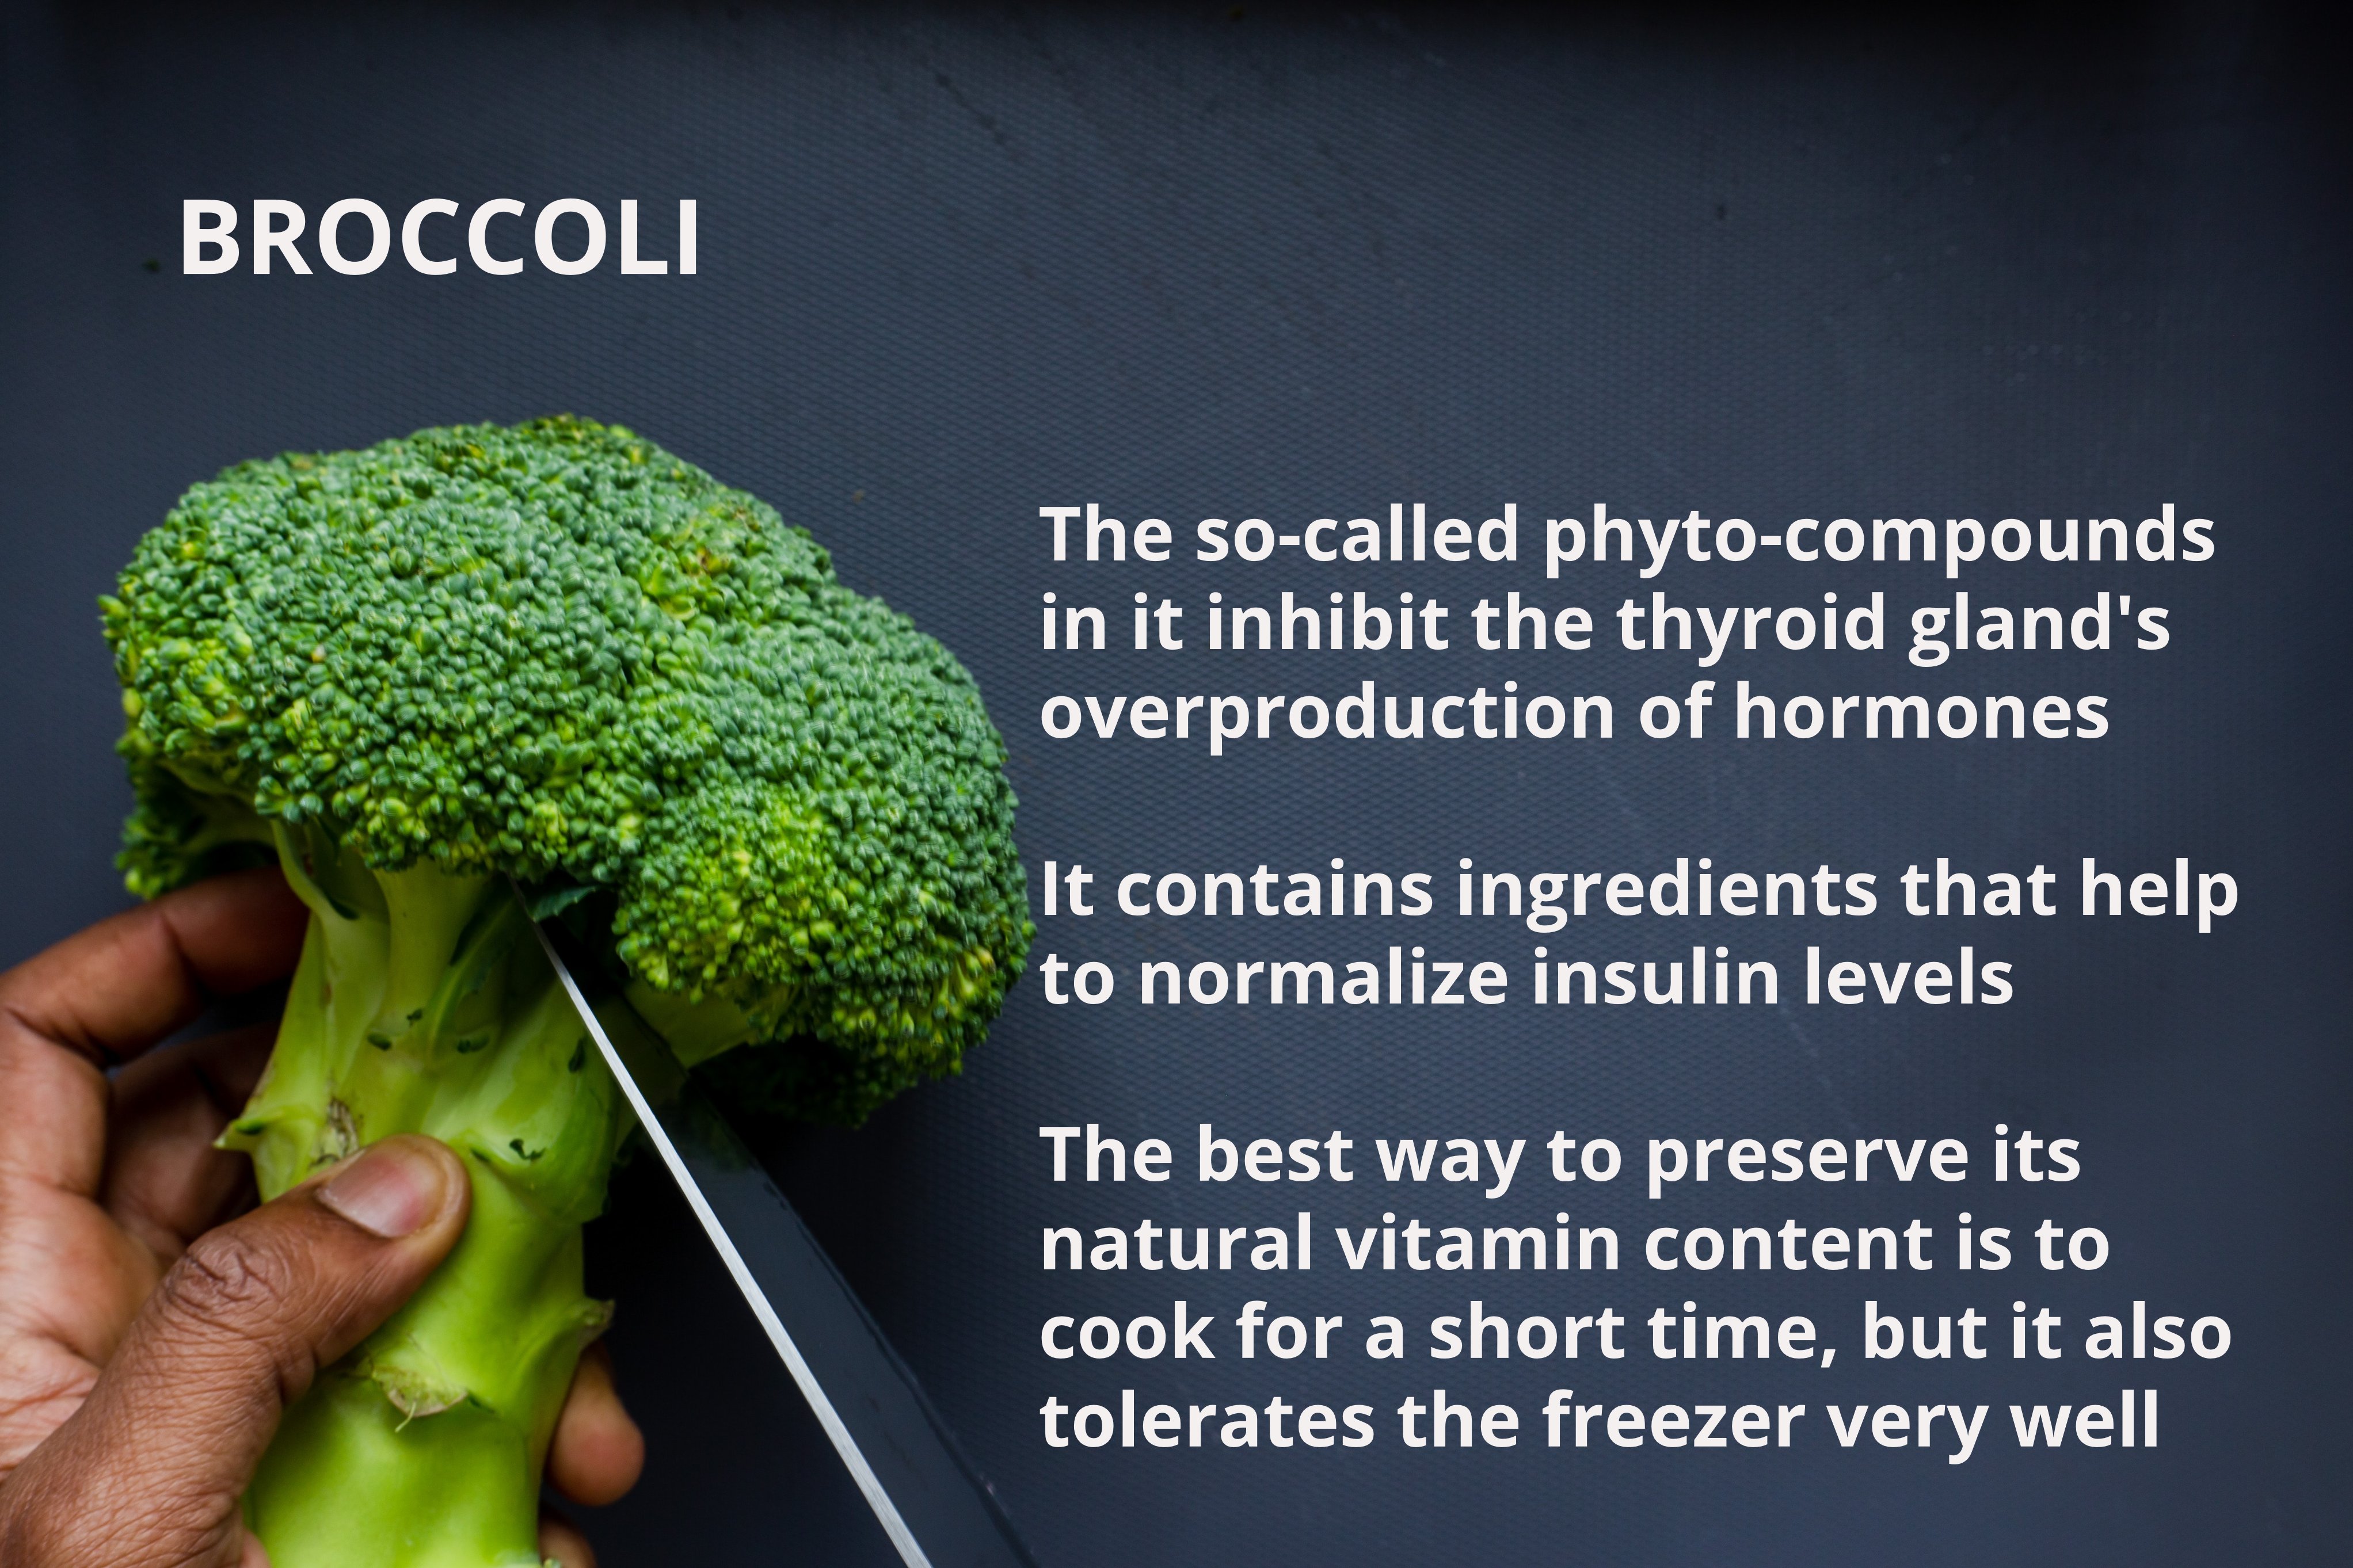 BROCCOLI
The so-called phyto-compounds
in it inhibit the thyroid gland's
overproduction of hormones
It contains ingredients that help
to normalize insulin levels
The best way to preserve its
natural vitamin content is to
cook for a short time, but it also
tolerates the freezer very well